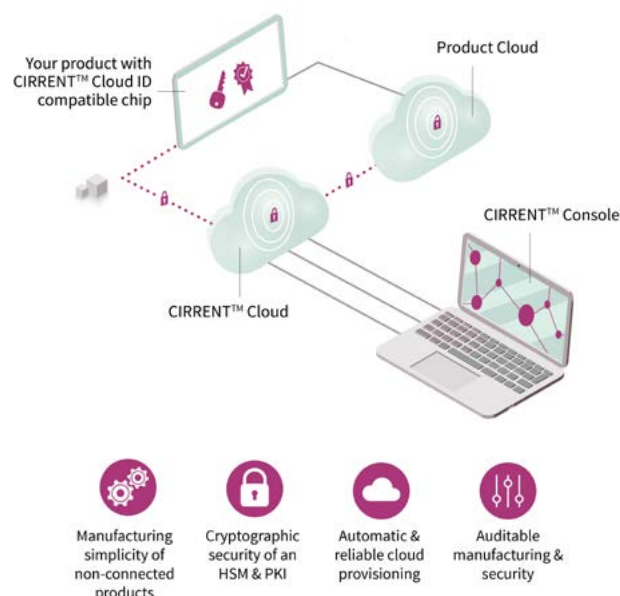 Your product with
CIRRENT™ Cloud ID
compatible chip
Product Cloud
CIRRENT™ Console
CIRRENT™ Cloud
Manufacturing
simplicity of
non-connected
products
Cryptographic
security of an
HSM & PKI
Automatic &
reliable cloud
provisioning
Auditable
manufacturing &
security